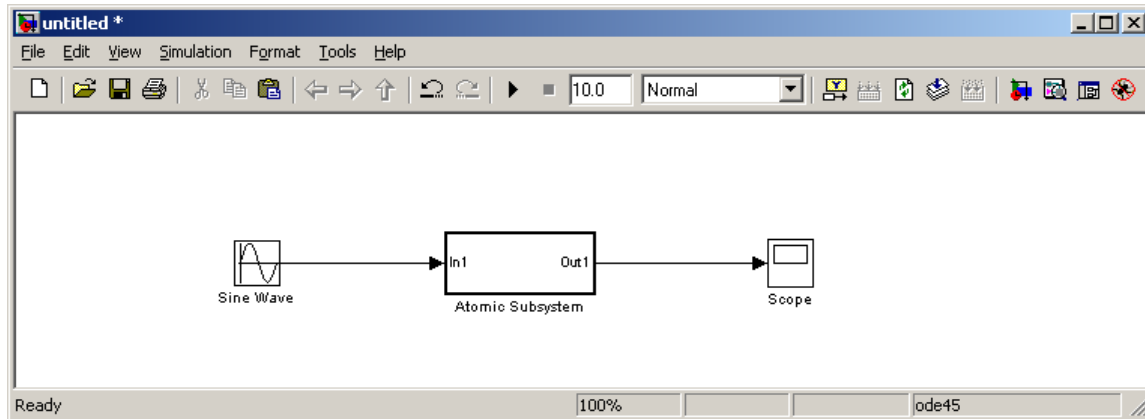 untitled *
File Edit View Simulation Format Tools Help
10.0 Normal
In1 Out1
Sine Wave
Atomic Subsystem
Scope
Ready 100% ode45